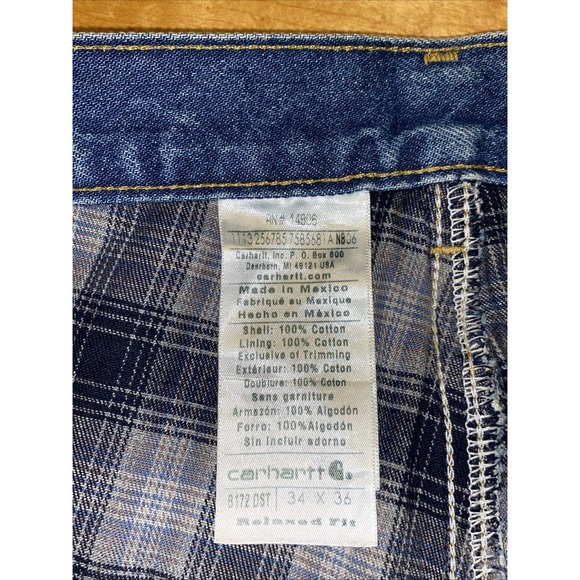 RN# 14806
Carhartt, Inc. P. O. Box 600
Dearborn, MI 48121 USA
carhartt.com
Made in Mexico
Fabriqué au Mexique
Hecho en México
Shell: 100% Cotton
Lining: 100% Cotton
Exclusive of Trimming
Extérieur: 100% Cotton
Doublure: 100% Cotton
Sans garniture
Armazón: 100% Algodón
Forro: 100% Algodón
Sin incluir adorno
carhartt
B172 DST 34 X 36
Relaxed Fit